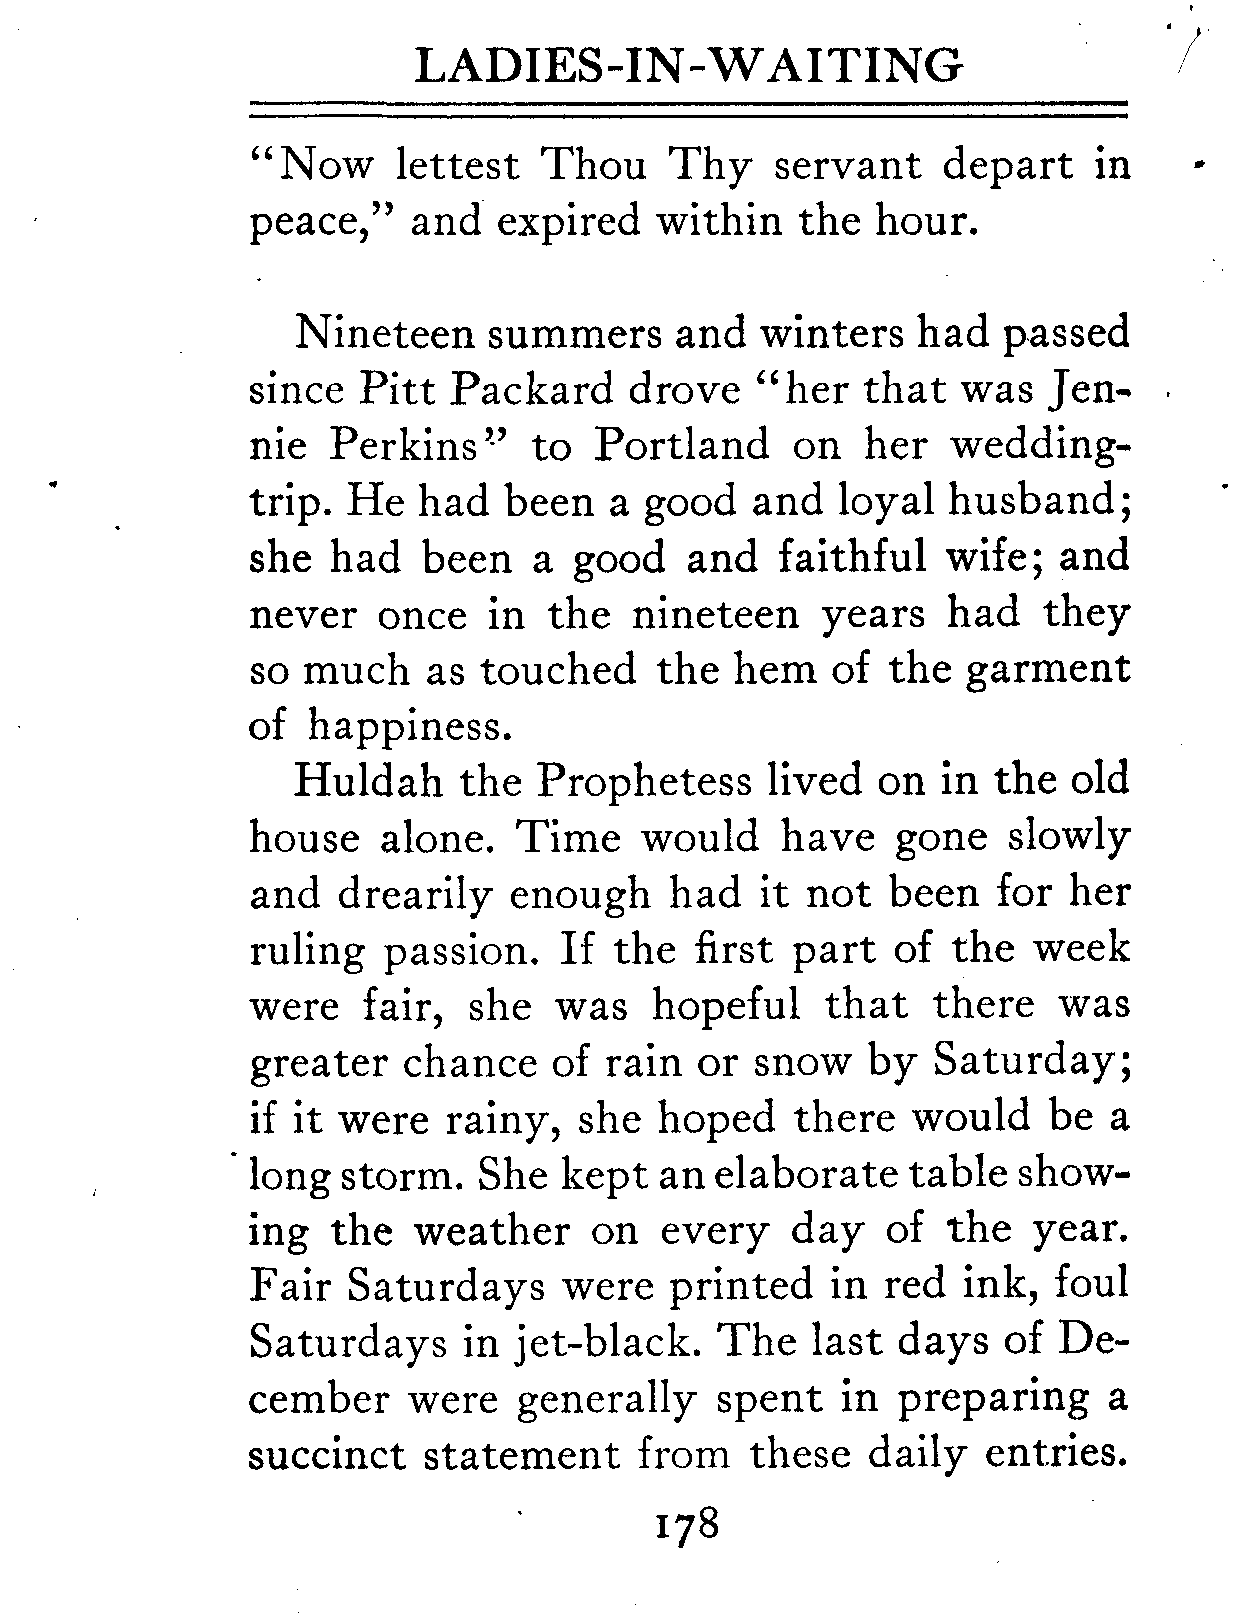 LADIES-IN-WAITING
“Now lettest Thou Thy servant depart in
peace,” and expired within the hour.
Nineteen summers and winters had passed
since Pitt Packard drove “her that was Jen-
nie Perkins” to Portland on her wedding-
trip. He had been a good and loyal husband;
she had been a good and faithful wife; and
never once in the nineteen years had they
so much as touched the hem of the garment
of happiness.
Huldah the Prophetess lived on in the old
house alone. Time would have gone slowly
and drearily enough had it not been for her
ruling passion. If the first part of the week
were fair, she was hopeful that there was
greater chance of rain or snow by Saturday;
if it were rainy, she hoped there would be a
long storm. She kept an elaborate table show-
ing the weather on every day of the year.
Fair Saturdays were printed in red ink, foul
Saturdays in jet-black. The last days of De-
cember were generally spent in preparing a
succinct statement from these daily entries.
178